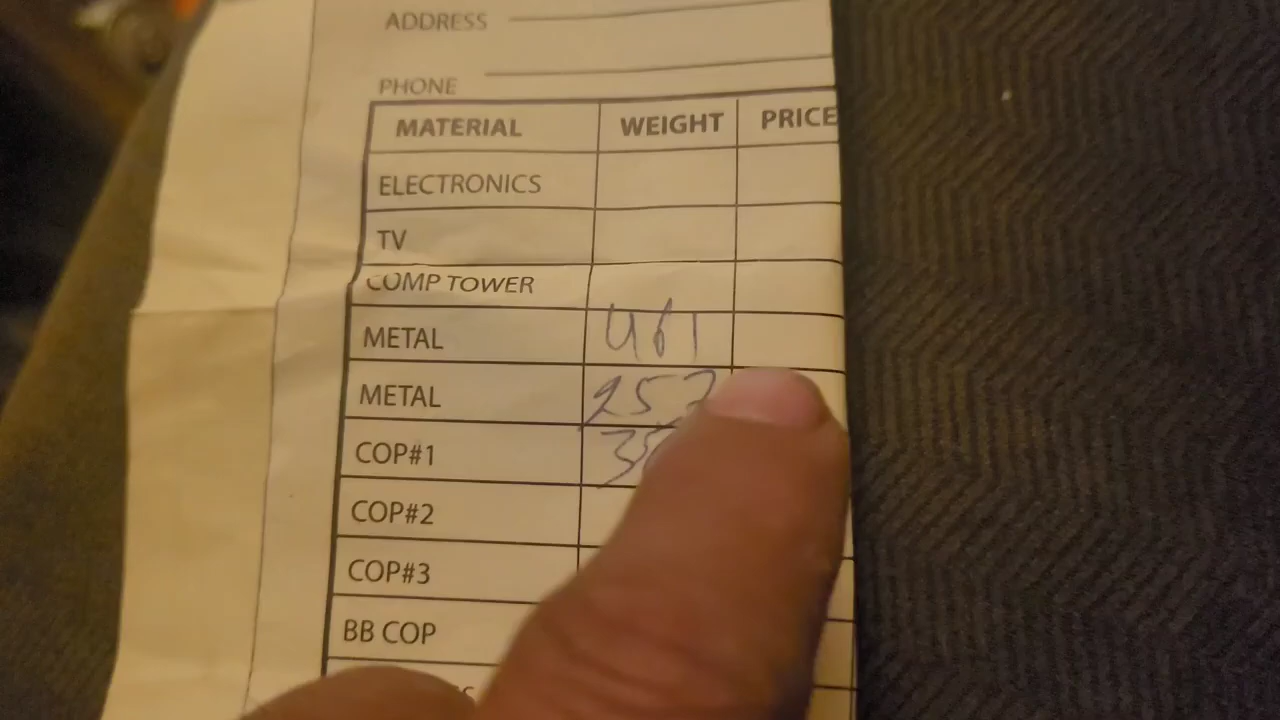 ADDRESS
PHONE
MATERIAL WEIGHT PRICE
ELECTRONICS
TV
COMP TOWER
METAL 461
METAL 257
COP#1
COP#2
COP#3
BB COP